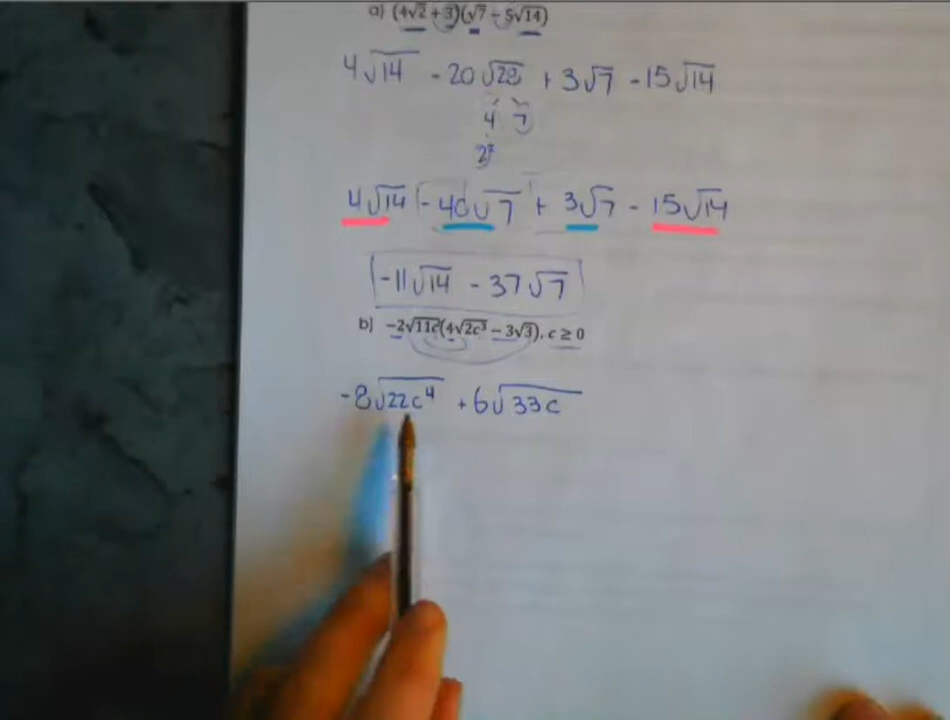 a) (4√2 + 3)(√7 − 5√14)
4√14 - 20√28 + 3√7 - 15√14
4 7
2²
4√14 - 40√7 + 3√7 - 15√14
-11√14 - 37√7
b) −2√11c(4√2c³ − 3√3), c ≥ 0
-8√22c⁴ + 6√33c